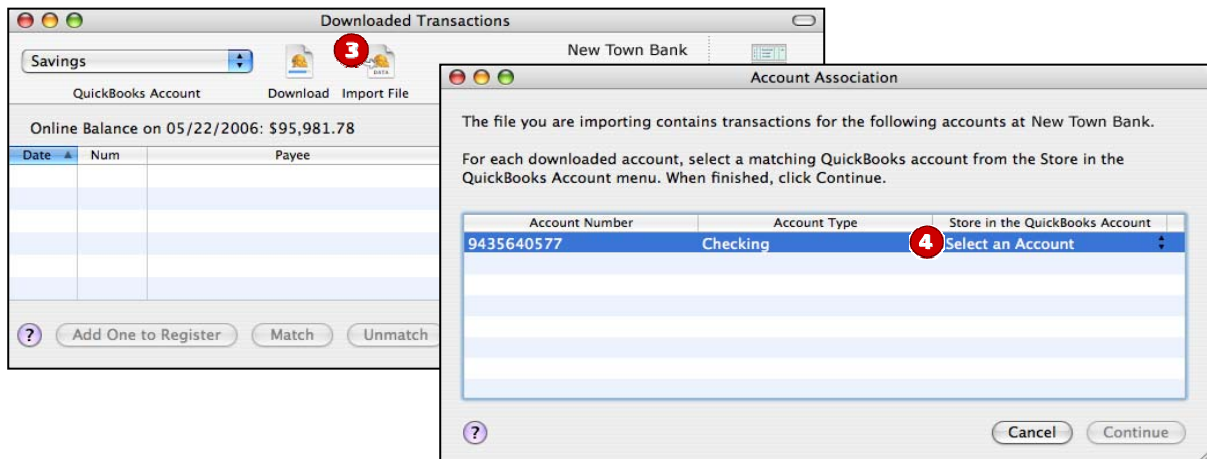 Downloaded Transactions
Savings
3
New Town Bank
QuickBooks Account
Download
Import File
DATA
Online Balance on 05/22/2006: $95,981.78
Date Num Payee
? Add One to Register Match Unmatch
Account Association
The file you are importing contains transactions for the following accounts at New Town Bank.
For each downloaded account, select a matching QuickBooks account from the Store in the
QuickBooks Account menu. When finished, click Continue.
Account Number Account Type Store in the QuickBooks Account
9435640577 Checking 4 Select an Account
? Cancel Continue